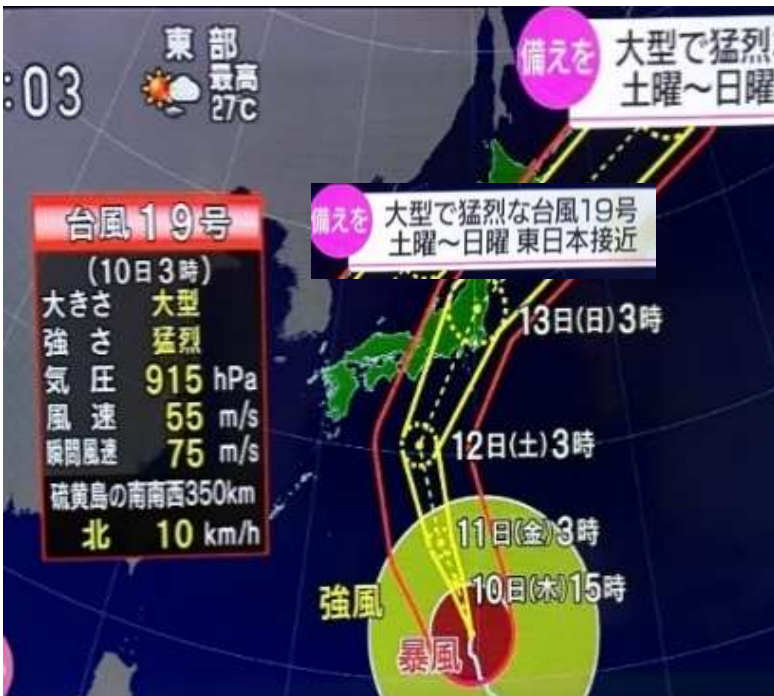 :03
東部
最高
27℃
備えを
大型で猛烈
土曜～日曜
備えを
大型で猛烈な台風19号
土曜～日曜 東日本接近
台風19号
(10日3時)
大きさ 大型
強さ 猛烈
気圧 915 hPa
風速 55 m/s
瞬間風速 75 m/s
硫黄島の南南西350km
北 10 km/h
13日(日)3時
12日(土)3時
11日(金)3時
10日(木)15時
強風
暴風